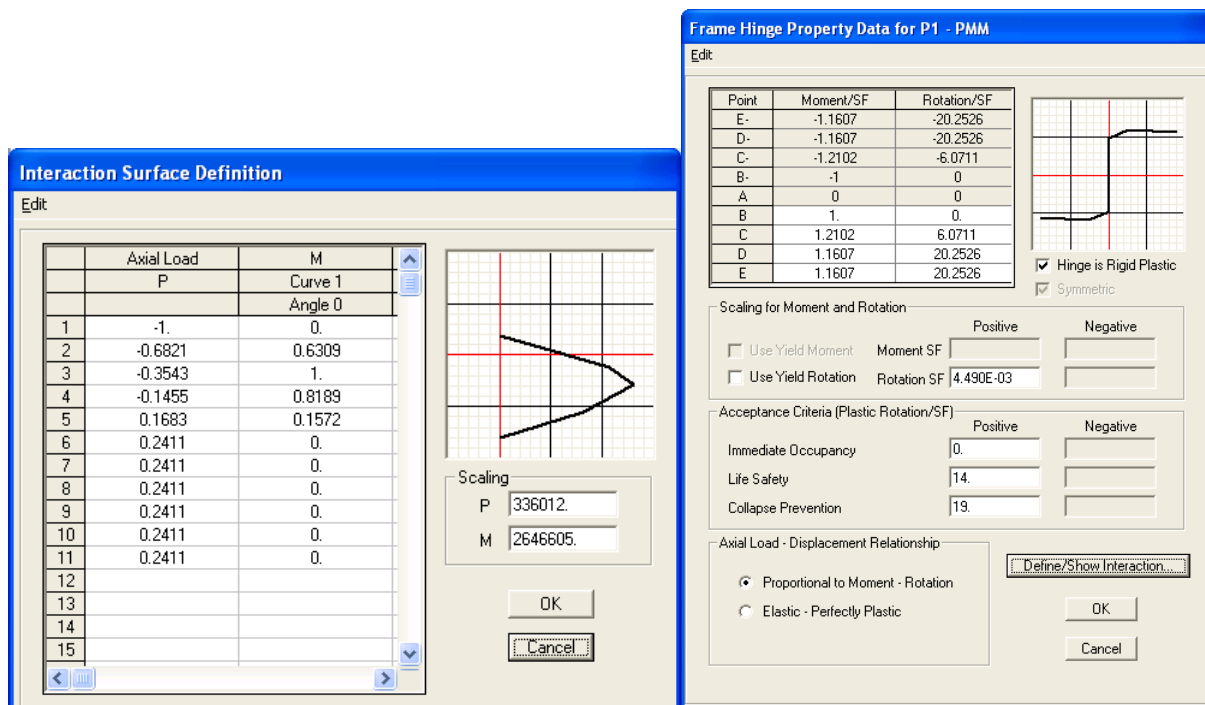 Interaction Surface Definition
Edit
Axial Load M
P Curve 1
Angle 0
1 -1. 0.
2 -0.6821 0.6309
3 -0.3543 1.
4 -0.1455 0.8189
5 0.1683 0.1572
6 0.2411 0.
7 0.2411 0.
8 0.2411 0.
9 0.2411 0.
10 0.2411 0.
11 0.2411 0.
12
13
14
15
Scaling
P 336012.
M 2646605.
OK
Cancel
Frame Hinge Property Data for P1 - PMM
Edit
Point Moment/SF Rotation/SF
E- -1.1607 -20.2526
D- -1.1607 -20.2526
C- -1.2102 -6.0711
B- -1 0
A 0 0
B 1. 0.
C 1.2102 6.0711
D 1.1607 20.2526
E 1.1607 20.2526
Hinge is Rigid Plastic
Symmetric
Scaling for Moment and Rotation
Positive Negative
Use Yield Moment Moment SF
Use Yield Rotation Rotation SF 4.490E-03
Acceptance Criteria (Plastic Rotation/SF)
Positive Negative
Immediate Occupancy 0.
Life Safety 14.
Collapse Prevention 19.
Axial Load - Displacement Relationship
Proportional to Moment - Rotation
Elastic - Perfectly Plastic
Define/Show Interaction...
OK
Cancel